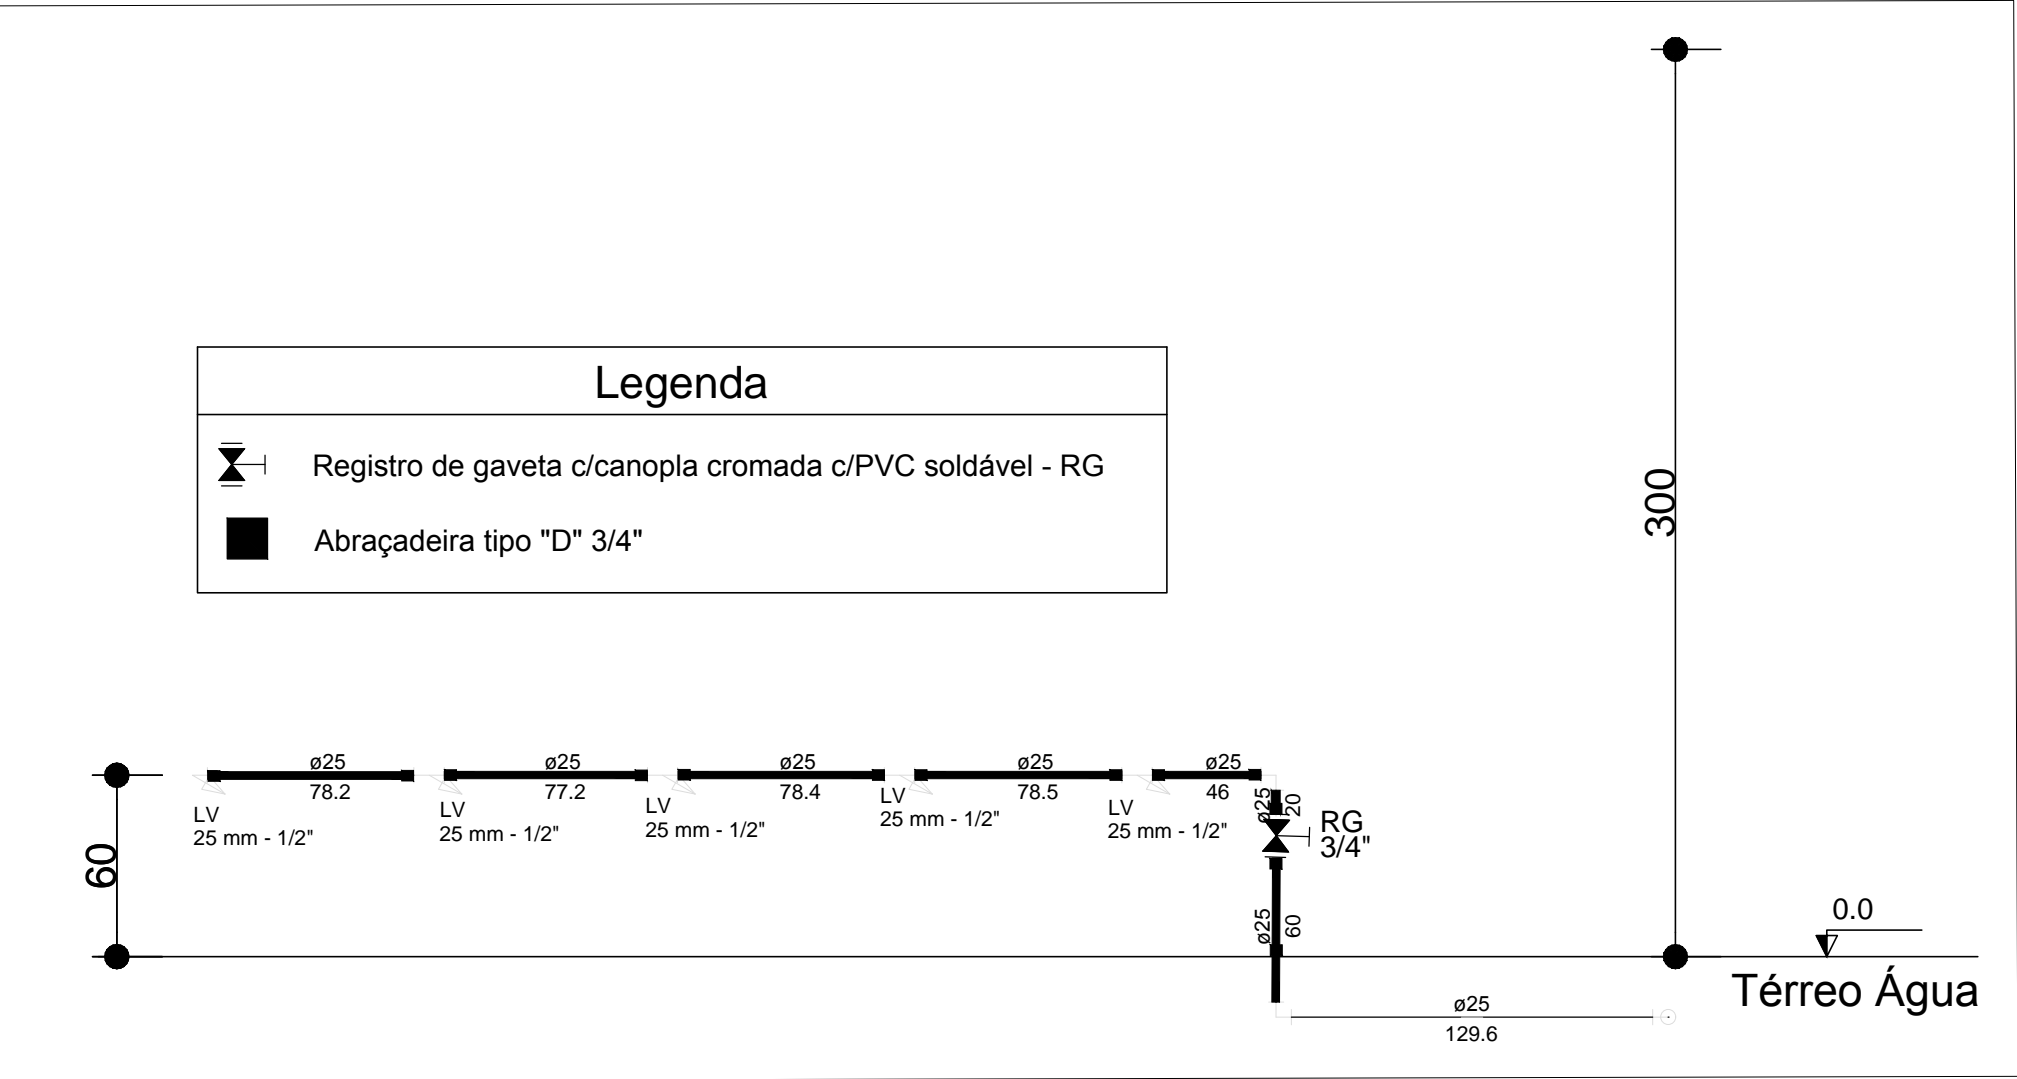 300
Legenda
Registro de gaveta c/canopla cromada c/PVC soldável - RG
Abraçadeira tipo "D" 3/4"
60
ø25
78.2
LV
25 mm - 1/2"
ø25
77.2
LV
25 mm - 1/2"
ø25
78.4
LV
25 mm - 1/2"
ø25
78.5
LV
25 mm - 1/2"
ø25
46
LV
25 mm - 1/2"
ø25
20
RG
3/4"
ø25
60
0.0
Térreo Água
ø25
129.6